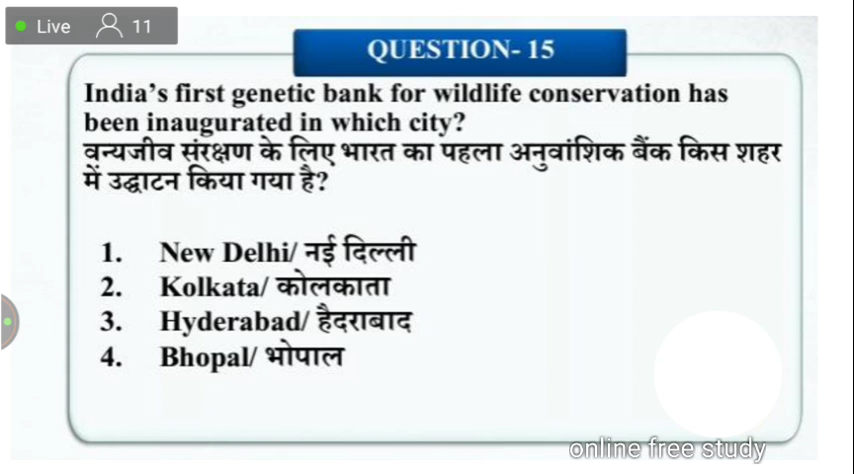 Live 11
QUESTION- 15
India's first genetic bank for wildlife conservation has
been inaugurated in which city?
वन्यजीव संरक्षण के लिए भारत का पहला अनुवांशिक बैंक किस शहर
में उद्घाटन किया गया है?
1. New Delhi/ नई दिल्ली
2. Kolkata/ कोलकाता
3. Hyderabad/ हैदराबाद
4. Bhopal/ भोपाल
online free study